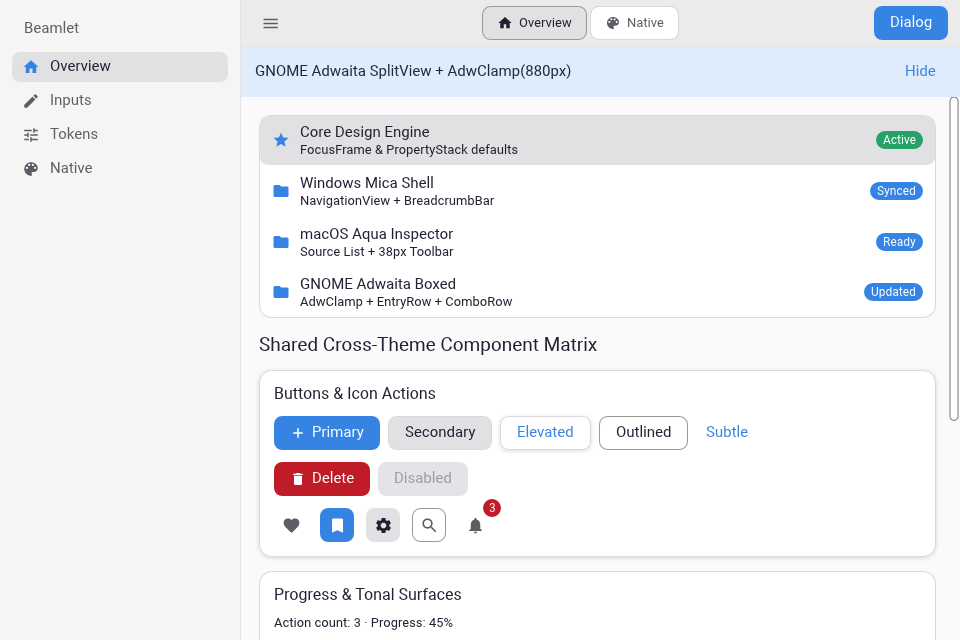 Beamlet
Overview
Inputs
Tokens
Native
Overview
Native
Dialog
GNOME Adwaita SplitView + AdwClamp(880px)
Hide
Core Design Engine
FocusFrame & PropertyStack defaults
Active
Windows Mica Shell
NavigationView + BreadcrumbBar
Synced
macOS Aqua Inspector
Source List + 38px Toolbar
Ready
GNOME Adwaita Boxed
AdwClamp + EntryRow + ComboRow
Updated
Shared Cross-Theme Component Matrix
Buttons & Icon Actions
Primary
Secondary
Elevated
Outlined
Subtle
Delete
Disabled
3
Progress & Tonal Surfaces
Action count: 3 · Progress: 45%